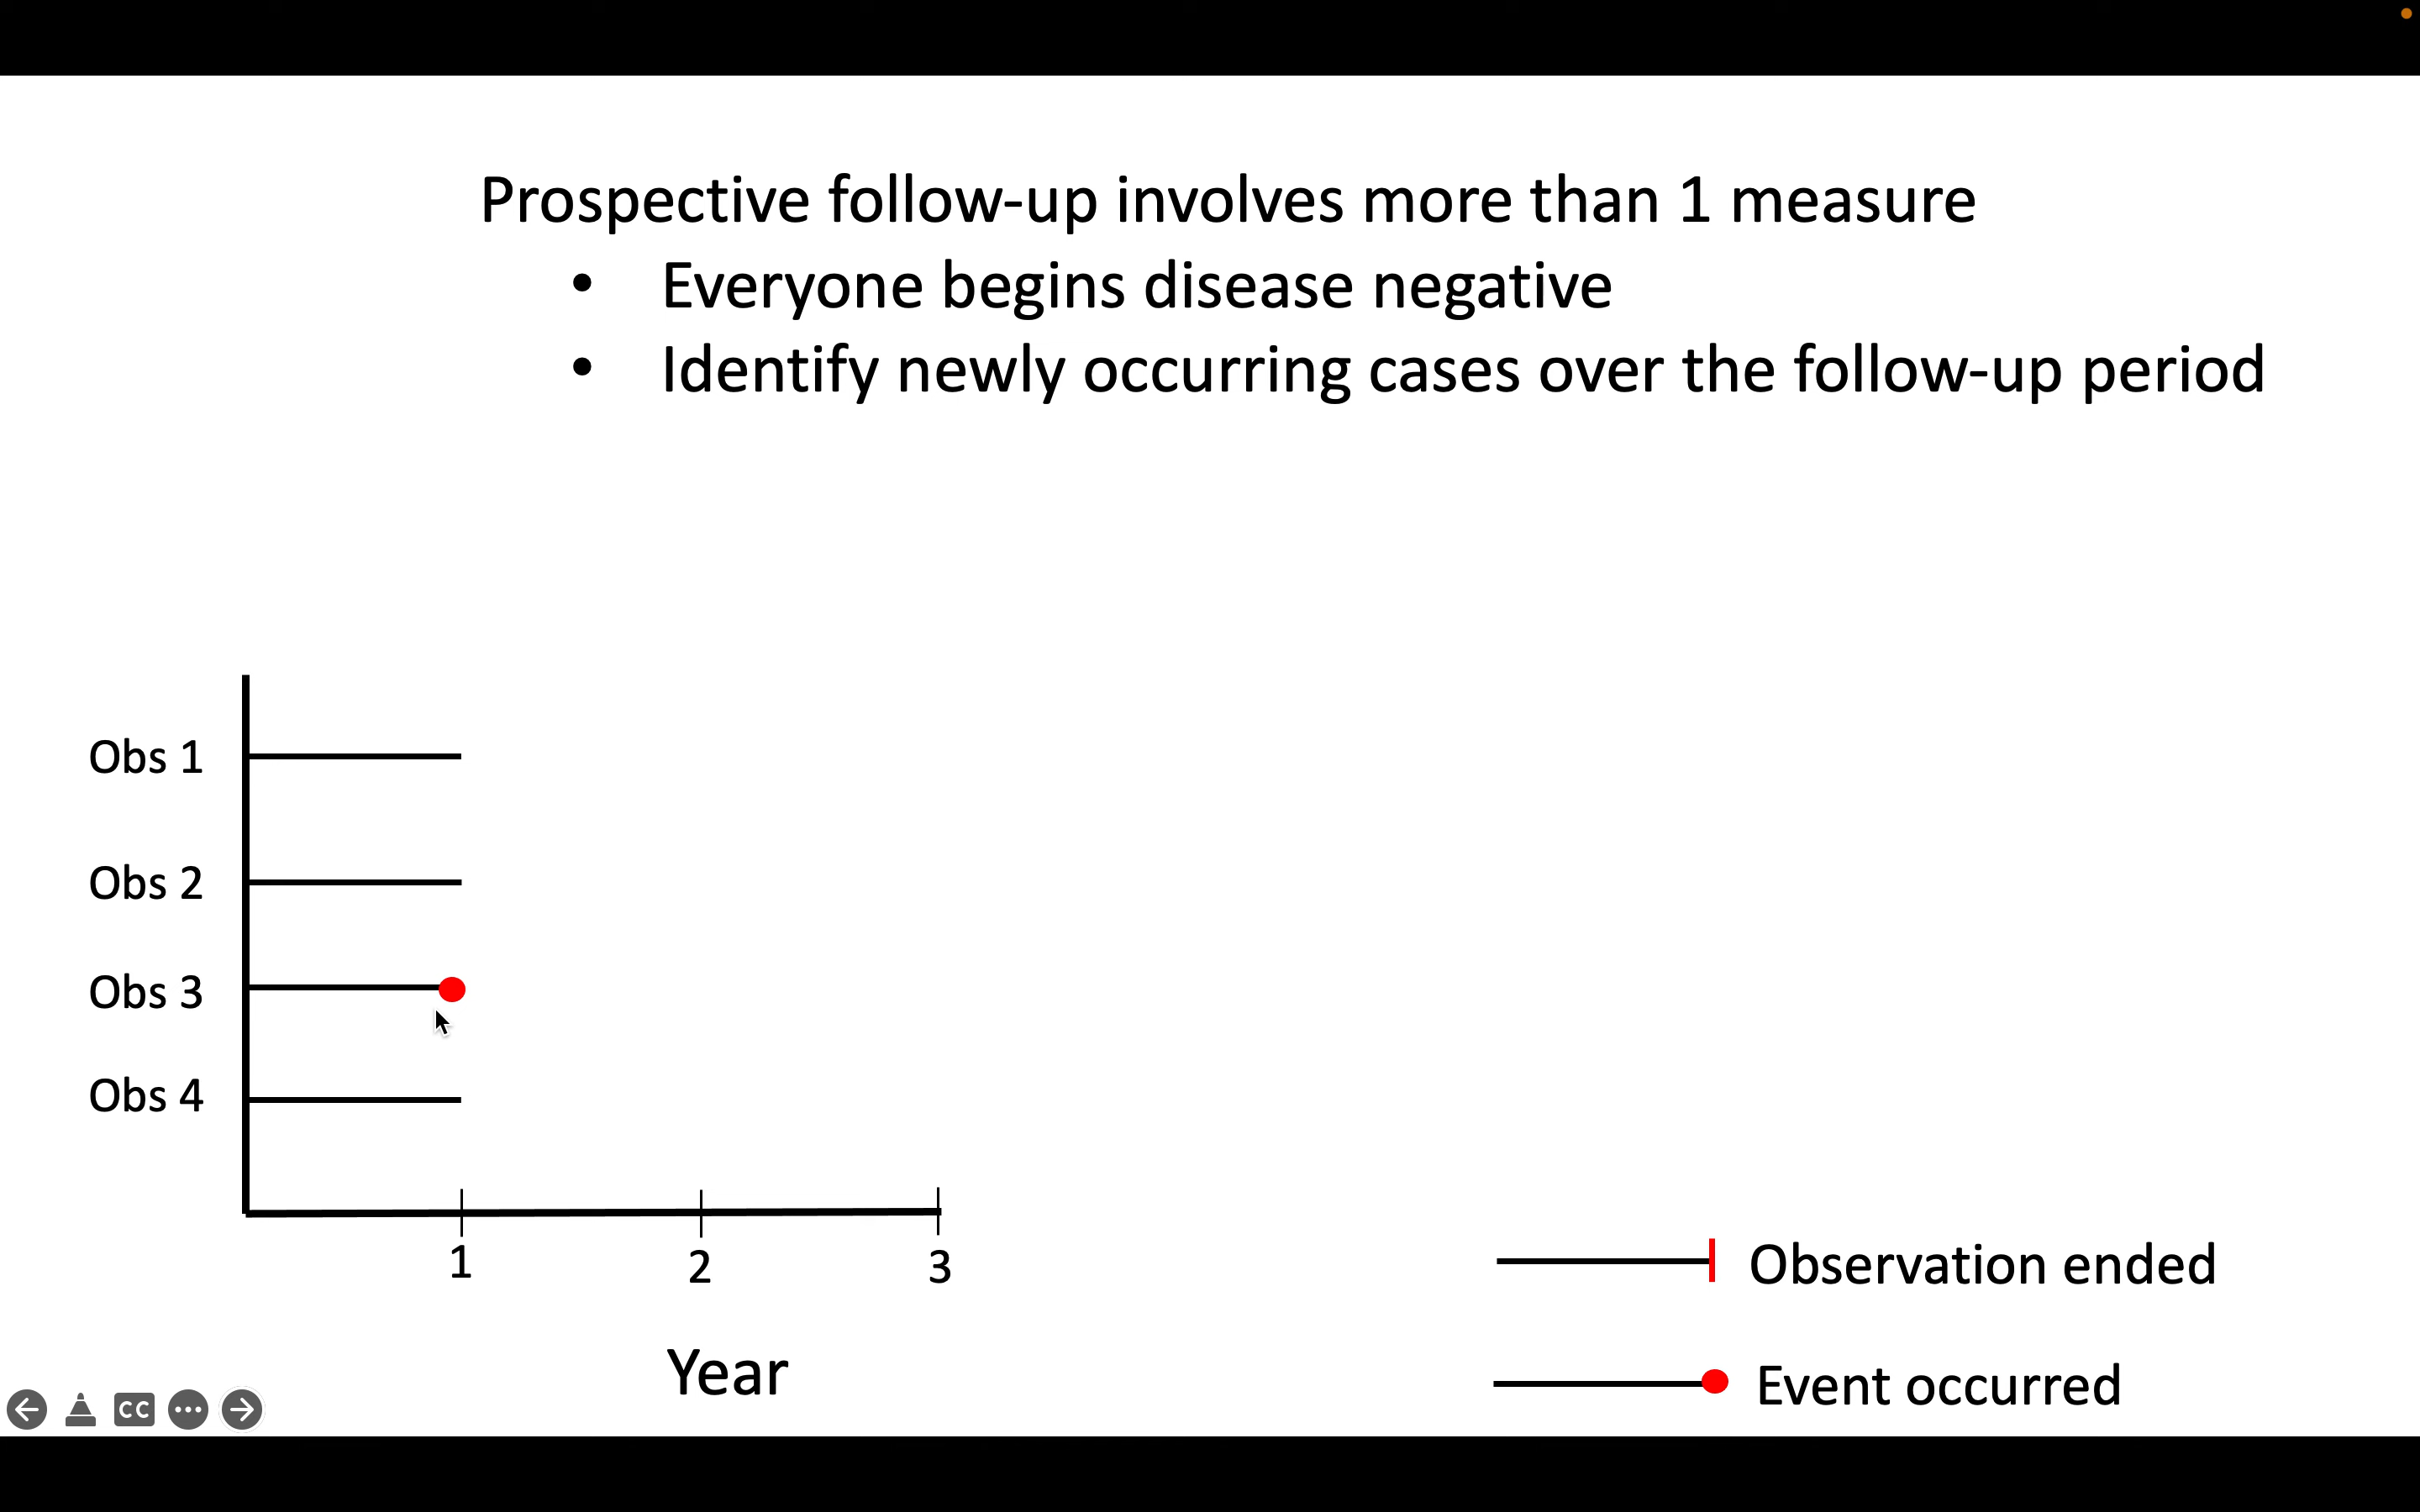 Prospective follow-up involves more than 1 measure
• Everyone begins disease negative
• Identify newly occurring cases over the follow-up period
Obs 1
Obs 2
Obs 3
Obs 4
1 2 3
Year
Observation ended
Event occurred
CC